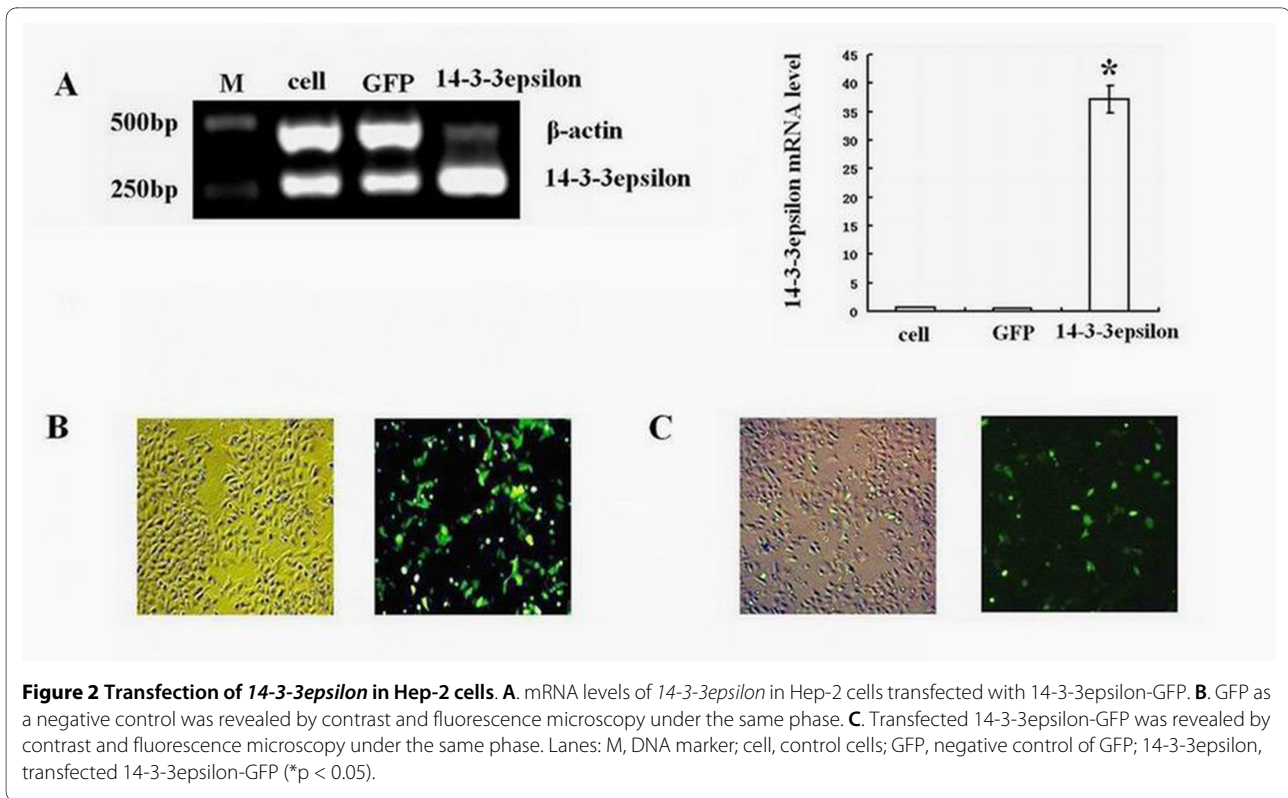 A
M cell GFP 14-3-3epsilon
500bp
β-actin
250bp
14-3-3epsilon
14-3-3epsilon mRNA level
45
40
35
30
25
20
15
10
5
0
*
cell GFP 14-3-3epsilon
B
C
Figure 2 Transfection of 14-3-3epsilon in Hep-2 cells. A. mRNA levels of 14-3-3epsilon in Hep-2 cells transfected with 14-3-3epsilon-GFP. B. GFP as
a negative control was revealed by contrast and fluorescence microscopy under the same phase. C. Transfected 14-3-3epsilon-GFP was revealed by
contrast and fluorescence microscopy under the same phase. Lanes: M, DNA marker; cell, control cells; GFP, negative control of GFP; 14-3-3epsilon,
transfected 14-3-3epsilon-GFP (*p < 0.05).